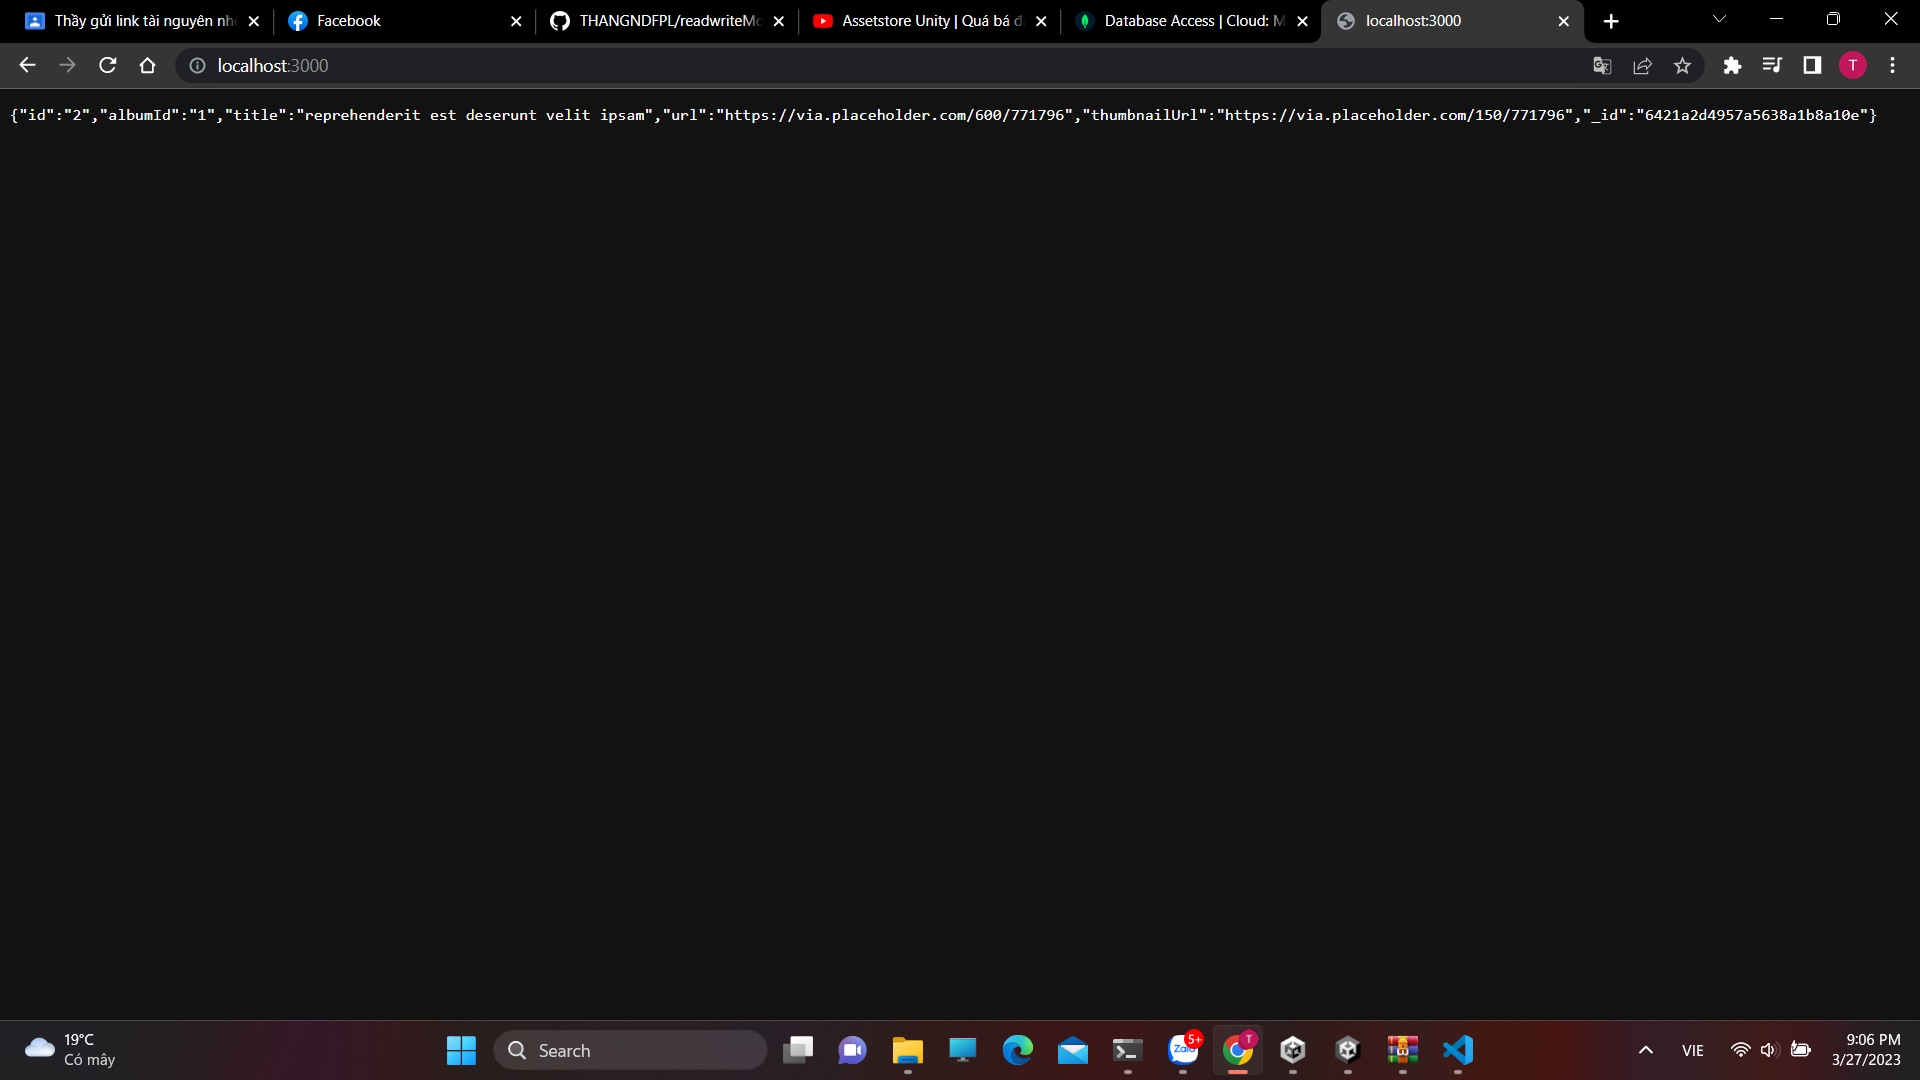 Thầy gửi link tài nguyên nh
Facebook
THANGNDFPL/readwriteMo
Assetstore Unity | Quá bá đ
Database Access | Cloud: M
localhost:3000
localhost:3000
T
{"id":"2","albumId":"1","title":"reprehenderit est deserunt velit ipsam","url":"https://via.placeholder.com/600/771796","thumbnailUrl":"https://via.placeholder.com/150/771796","_id":"6421a2d4957a5638a1b8a10e"}
19°C
Có mây
Search
Zalo
5+
T
VIE
9:06 PM
3/27/2023